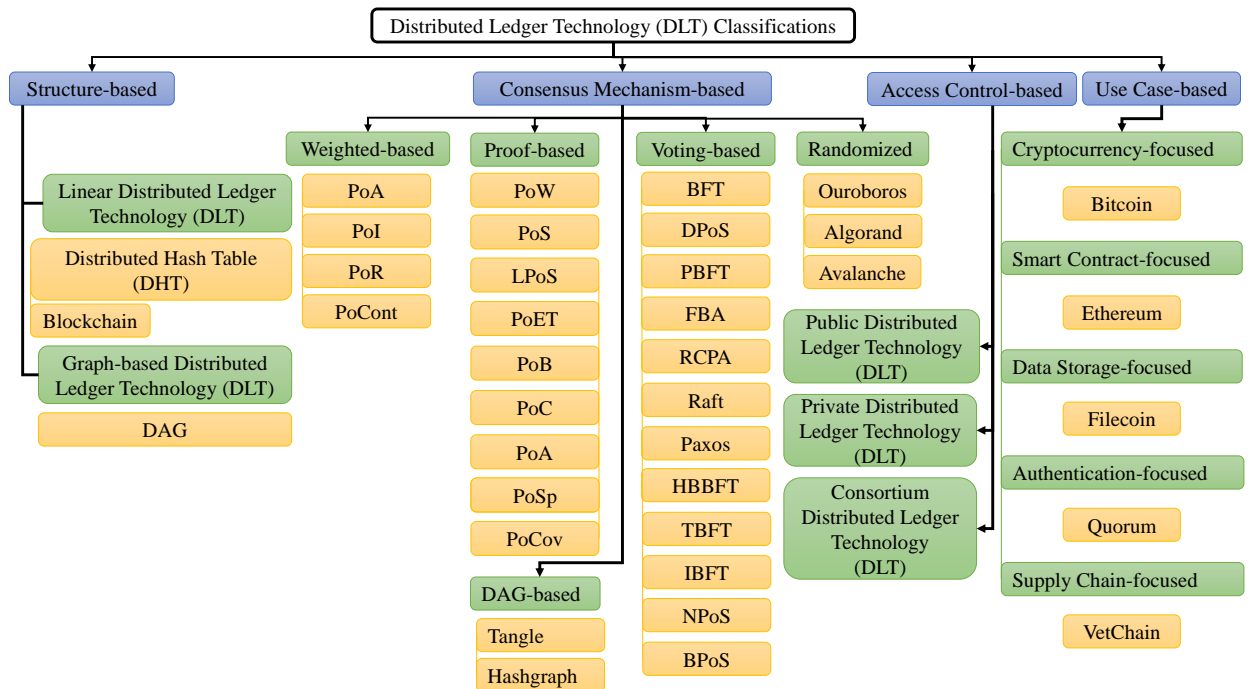 Distributed Ledger Technology (DLT) Classifications
Structure-based
Consensus Mechanism-based
Access Control-based
Use Case-based
Linear Distributed Ledger
Technology (DLT)
Distributed Hash Table
(DHT)
Blockchain
Graph-based Distributed
Ledger Technology (DLT)
DAG
Weighted-based
PoA
PoI
PoR
PoCont
Proof-based
PoW
PoS
LPoS
PoET
PoB
PoC
PoA
PoSp
PoCov
DAG-based
Tangle
Hashgraph
Voting-based
BFT
DPoS
PBFT
FBA
RCPA
Raft
Paxos
HBBFT
TBFT
IBFT
NPoS
BPoS
Randomized
Ouroboros
Algorand
Avalanche
Public Distributed
Ledger Technology
(DLT)
Private Distributed
Ledger Technology
(DLT)
Consortium
Distributed Ledger
Technology
(DLT)
Cryptocurrency-focused
Bitcoin
Smart Contract-focused
Ethereum
Data Storage-focused
Filecoin
Authentication-focused
Quorum
Supply Chain-focused
VetChain